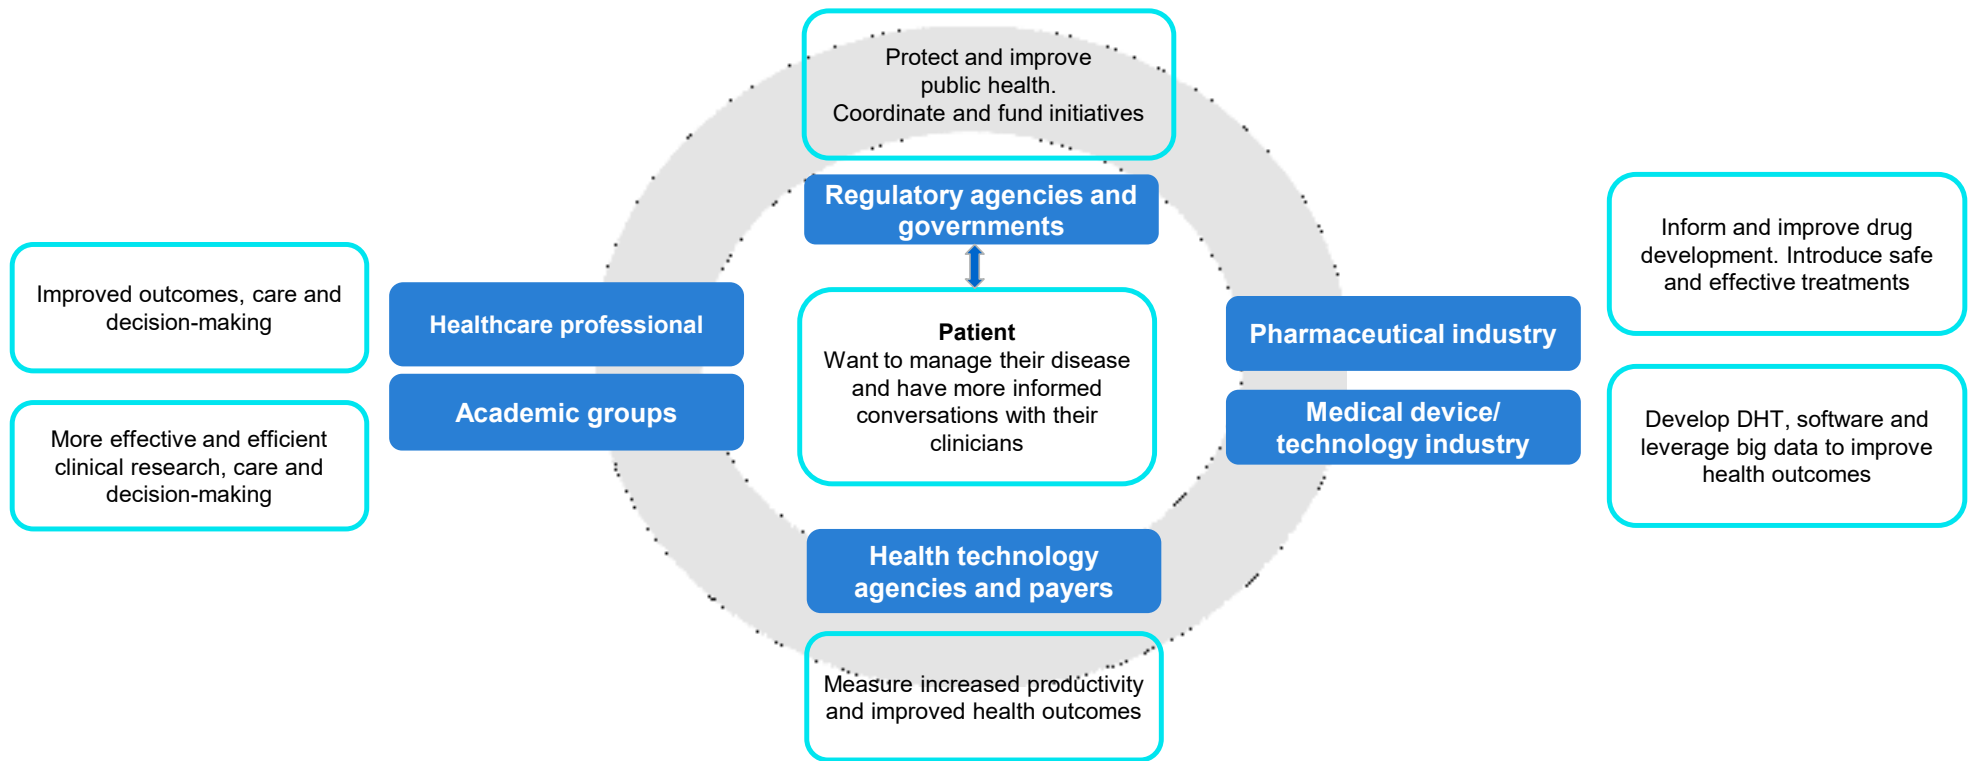 Protect and improve
public health.
Coordinate and fund initiatives
Regulatory agencies and
governments
Improved outcomes, care and
decision-making
Healthcare professional
Academic groups
More effective and efficient
clinical research, care and
decision-making
Patient
Want to manage their disease
and have more informed
conversations with their
clinicians
Pharmaceutical industry
Inform and improve drug
development. Introduce safe
and effective treatments
Medical device/
technology industry
Develop DHT, software and
leverage big data to improve
health outcomes
Health technology
agencies and payers
Measure increased productivity
and improved health outcomes